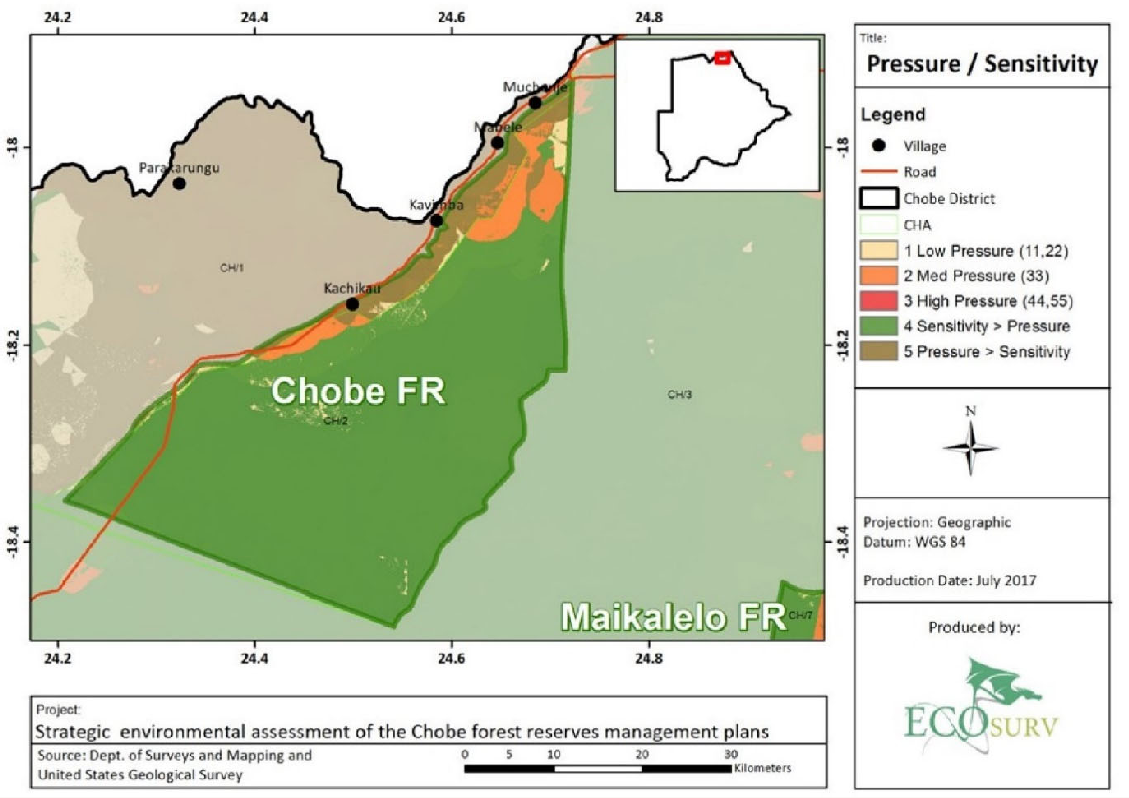 24.2
24.4
24.6
24.8
-18
-18.2
-18.4
Muchenje
Mabele
Parakarungu
Kavimba
CH/1
Kachikau
Chobe FR
CH/2
CH/3
Maikalelo FR
CH/7
-18
-18.2
-18.4
24.2
24.4
24.6
24.8
Title:
Pressure / Sensitivity
Legend
Village
Road
Chobe District
CHA
1 Low Pressure (11,22)
2 Med Pressure (33)
3 High Pressure (44,55)
4 Sensitivity > Pressure
5 Pressure > Sensitivity
N
Projection: Geographic
Datum: WGS 84
Production Date: July 2017
Produced by:
ECOSURV
Project:
Strategic environmental assessment of the Chobe forest reserves management plans
Source: Dept. of Surveys and Mapping and
United States Geological Survey
0 5 10 20 30
Kilometers